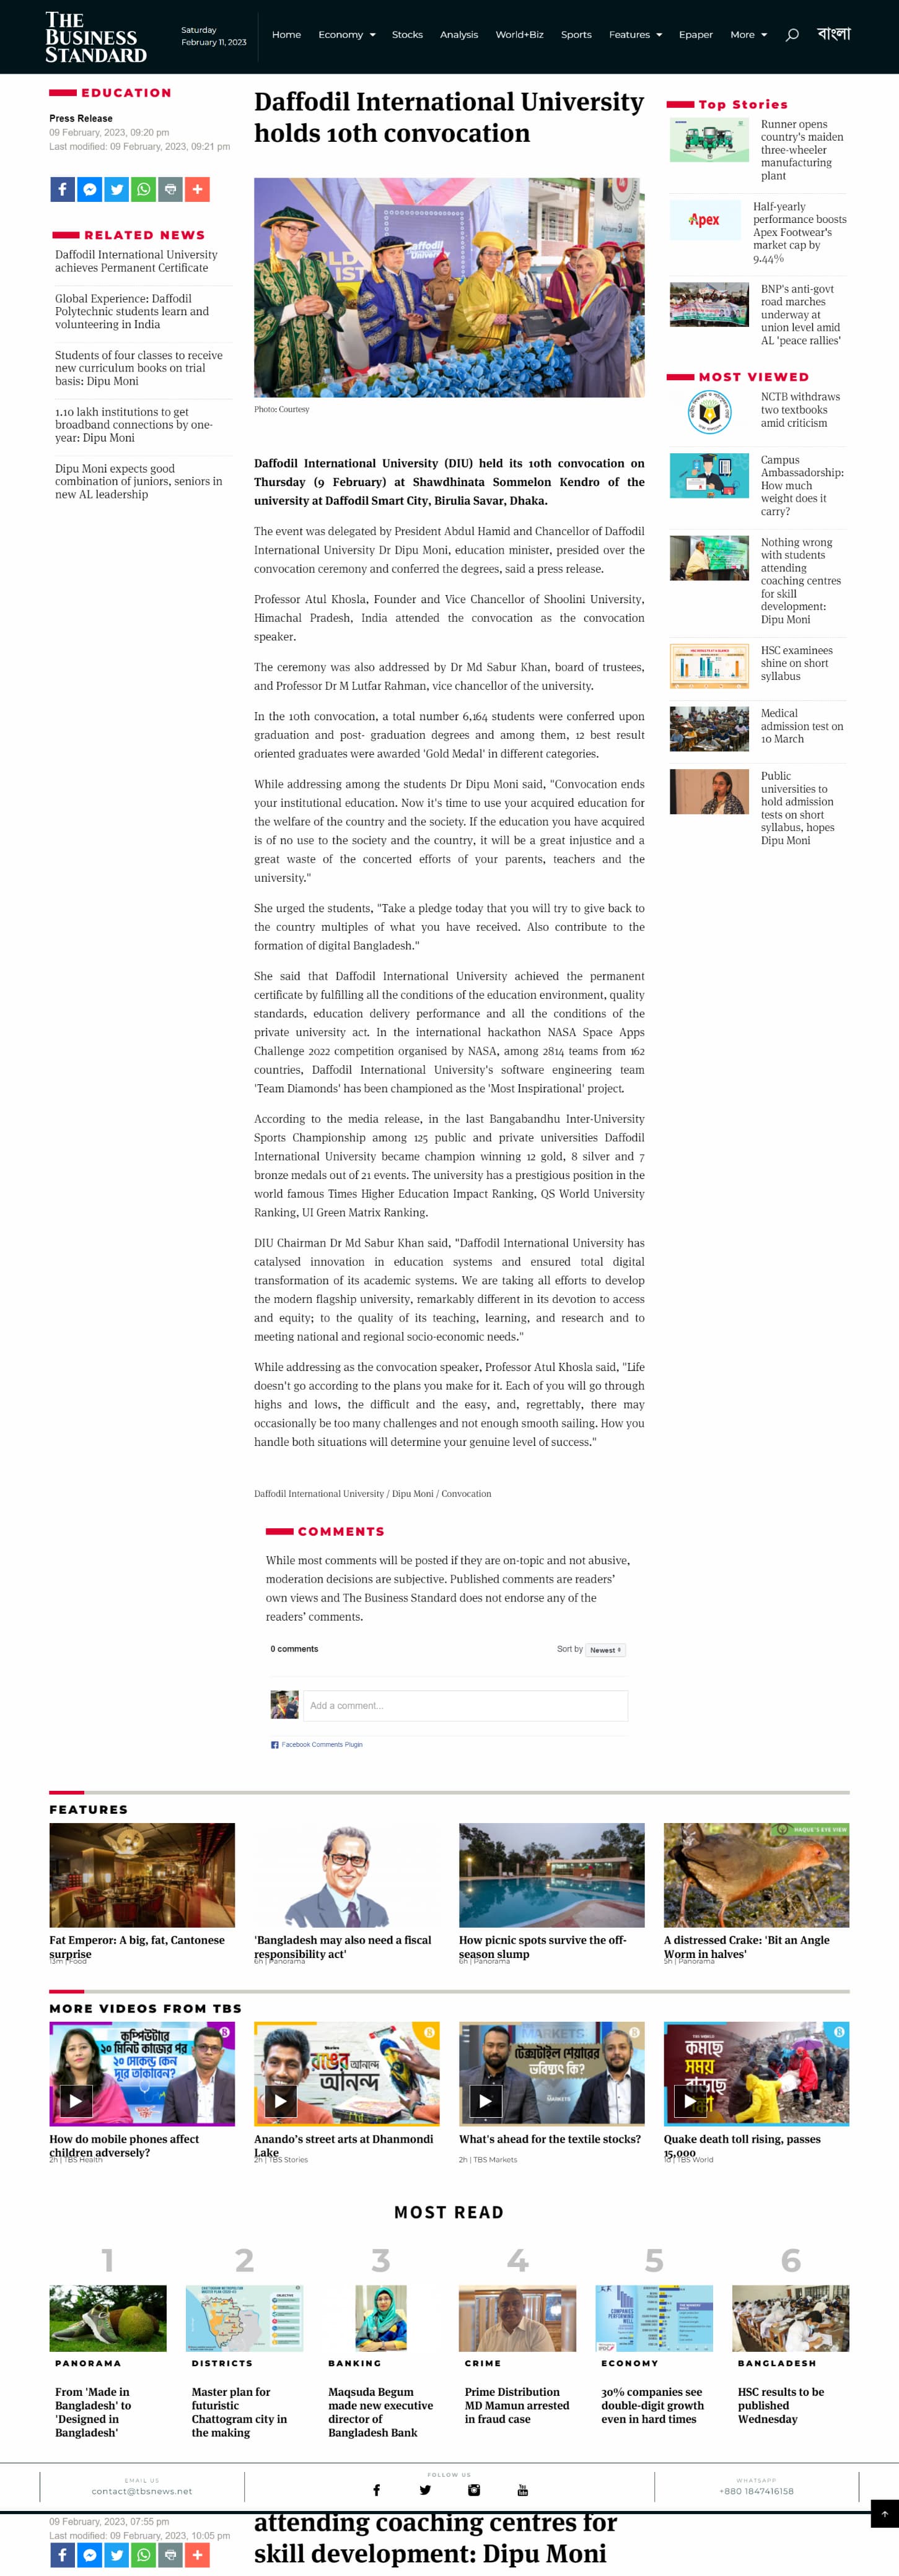 THE
BUSINESS
STANDARD
Saturday
February 11, 2023
Home Economy Stocks Analysis World+Biz Sports Features Epaper More বাংলা
EDUCATION
Press Release
09 February, 2023, 09:20 pm
Last modified: 09 February, 2023, 09:21 pm
RELATED NEWS
Daffodil International University
achieves Permanent Certificate
Global Experience: Daffodil
Polytechnic students learn and
volunteering in India
Students of four classes to receive
new curriculum books on trial
basis: Dipu Moni
1.10 lakh institutions to get
broadband connections by one-
year: Dipu Moni
Dipu Moni expects good
combination of juniors, seniors in
new AL leadership
Daffodil International University
holds 10th convocation
Photo: Courtesy
Daffodil International University (DIU) held its 10th convocation on
Thursday (9 February) at Shawdhinata Sommelon Kendro of the
university at Daffodil Smart City, Birulia Savar, Dhaka.
The event was delegated by President Abdul Hamid and Chancellor of Daffodil
International University Dr Dipu Moni, education minister, presided over the
convocation ceremony and conferred the degrees, said a press release.
Professor Atul Khosla, Founder and Vice Chancellor of Shoolini University,
Himachal Pradesh, India attended the convocation as the convocation
speaker.
The ceremony was also addressed by Dr Md Sabur Khan, board of trustees,
and Professor Dr M Lutfar Rahman, vice chancellor of the university.
In the 10th convocation, a total number 6,164 students were conferred upon
graduation and post- graduation degrees and among them, 12 best result
oriented graduates were awarded 'Gold Medal' in different categories.
While addressing among the students Dr Dipu Moni said, "Convocation ends
your institutional education. Now it's time to use your acquired education for
the welfare of the country and the society. If the education you have acquired
is of no use to the society and the country, it will be a great injustice and a
great waste of the concerted efforts of your parents, teachers and the
university."
She urged the students, "Take a pledge today that you will try to give back to
the country multiples of what you have received. Also contribute to the
formation of digital Bangladesh."
She said that Daffodil International University achieved the permanent
certificate by fulfilling all the conditions of the education environment, quality
standards, education delivery performance and all the conditions of the
private university act. In the international hackathon NASA Space Apps
Challenge 2022 competition organised by NASA, among 2814 teams from 162
countries, Daffodil International University's software engineering team
'Team Diamonds' has been championed as the 'Most Inspirational' project.
According to the media release, in the last Bangabandhu Inter-University
Sports Championship among 125 public and private universities Daffodil
International University became champion winning 12 gold, 8 silver and 7
bronze medals out of 21 events. The university has a prestigious position in the
world famous Times Higher Education Impact Ranking, QS World University
Ranking, UI Green Matrix Ranking.
DIU Chairman Dr Md Sabur Khan said, "Daffodil International University has
catalysed innovation in education systems and ensured total digital
transformation of its academic systems. We are taking all efforts to develop
the modern flagship university, remarkably different in its devotion to access
and equity; to the quality of its teaching, learning, and research and to
meeting national and regional socio-economic needs."
While addressing as the convocation speaker, Professor Atul Khosla said, "Life
doesn't go according to the plans you make for it. Each of you will go through
highs and lows, the difficult and the easy, and, regrettably, there may
occasionally be too many challenges and not enough smooth sailing. How you
handle both situations will determine your genuine level of success."
Daffodil International University / Dipu Moni / Convocation
Top Stories
Runner opens
country's maiden
three-wheeler
manufacturing
plant
Apex
Half-yearly
performance boosts
Apex Footwear's
market cap by
9.44%
BNP's anti-govt
road marches
underway at
union level amid
AL 'peace rallies'
MOST VIEWED
NCTB withdraws
two textbooks
amid criticism
Campus
Ambassadorship:
How much
weight does it
carry?
Nothing wrong
with students
attending
coaching centres
for skill
development:
Dipu Moni
HSC examinees
shine on short
syllabus
Medical
admission test on
10 March
Public
universities to
hold admission
tests on short
syllabus, hopes
Dipu Moni
COMMENTS
While most comments will be posted if they are on-topic and not abusive,
moderation decisions are subjective. Published comments are readers’
own views and The Business Standard does not endorse any of the
readers’ comments.
0 comments
Sort by Newest
Add a comment...
Facebook Comments Plugin
FEATURES
HAQUE'S EYE VIEW
Fat Emperor: A big, fat, Cantonese
surprise
13m | Food
'Bangladesh may also need a fiscal
responsibility act'
6h | Panorama
How picnic spots survive the off-
season slump
6h | Panorama
A distressed Crake: 'Bit an Angle
Worm in halves'
5h | Panorama
MORE VIDEOS FROM TBS
কম্পিউটারে
২০ মিনিট কাজের পর
২০ সেকেন্ড কেন
দূরে তাকাবেন?
How do mobile phones affect
children adversely?
2h | TBS Health
Stories
রাস্তার আনন্দে
আনন্দ
Anando’s street arts at Dhanmondi
Lake
2h | TBS Stories
MARKETS
টেক্সটাইল শেয়ারের
ভবিষ্যৎ কি?
MARKETS
What's ahead for the textile stocks?
2h | TBS Markets
কমছে
সময়
বাড়ছে
Quake death toll rising, passes
15,000
1d | TBS World
MOST READ
1
2
3
4
5
6
PANORAMA
From 'Made in
Bangladesh' to
'Designed in
Bangladesh'
DISTRICTS
Master plan for
futuristic
Chattogram city in
the making
BANKING
Maqsuda Begum
made new executive
director of
Bangladesh Bank
CRIME
Prime Distribution
MD Mamun arrested
in fraud case
ECONOMY
30% companies see
double-digit growth
even in hard times
BANGLADESH
HSC results to be
published
Wednesday
EMAIL US
contact@tbsnews.net
FOLLOW US
WHATSAPP
+880 1847416158
09 February, 2023, 07:55 pm
Last modified: 09 February, 2023, 10:05 pm
attending coaching centres for
skill development: Dipu Moni